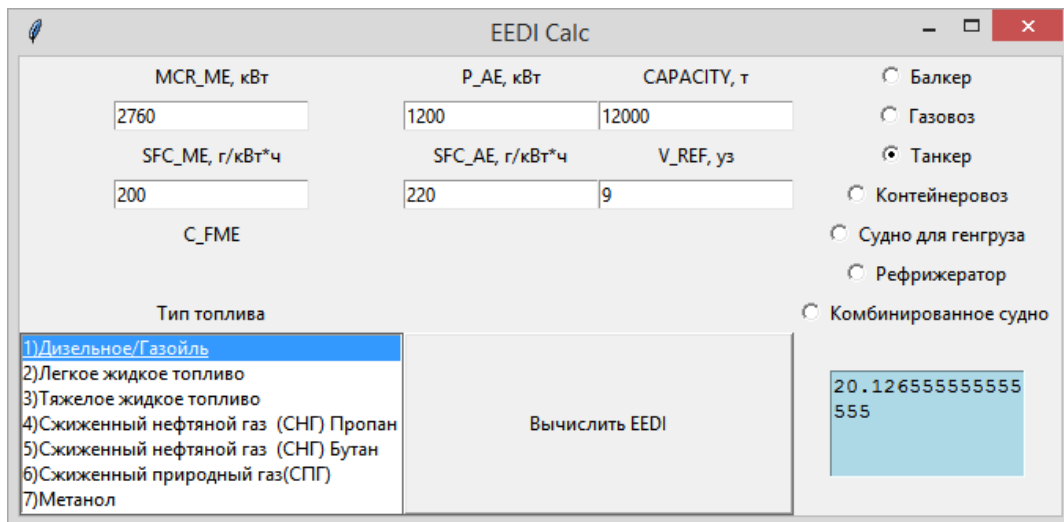 EEDI Calc
MCR_ME, кВт
P_AE, кВт
CAPACITY, т
Балкер
2760
1200
12000
Газовоз
SFC_ME, г/кВт*ч
SFC_AE, г/кВт*ч
V_REF, уз
Танкер
200
220
9
Контейнеровоз
C_FME
Судно для генгруза
Рефрижератор
Тип топлива
Комбинированное судно
1)Дизельное/Газойль
2)Легкое жидкое топливо
3)Тяжелое жидкое топливо
4)Сжиженный нефтяной газ (СНГ) Пропан
5)Сжиженный нефтяной газ (СНГ) Бутан
6)Сжиженный природный газ(СПГ)
7)Метанол
Вычислить EEDI
20.126555555555
555